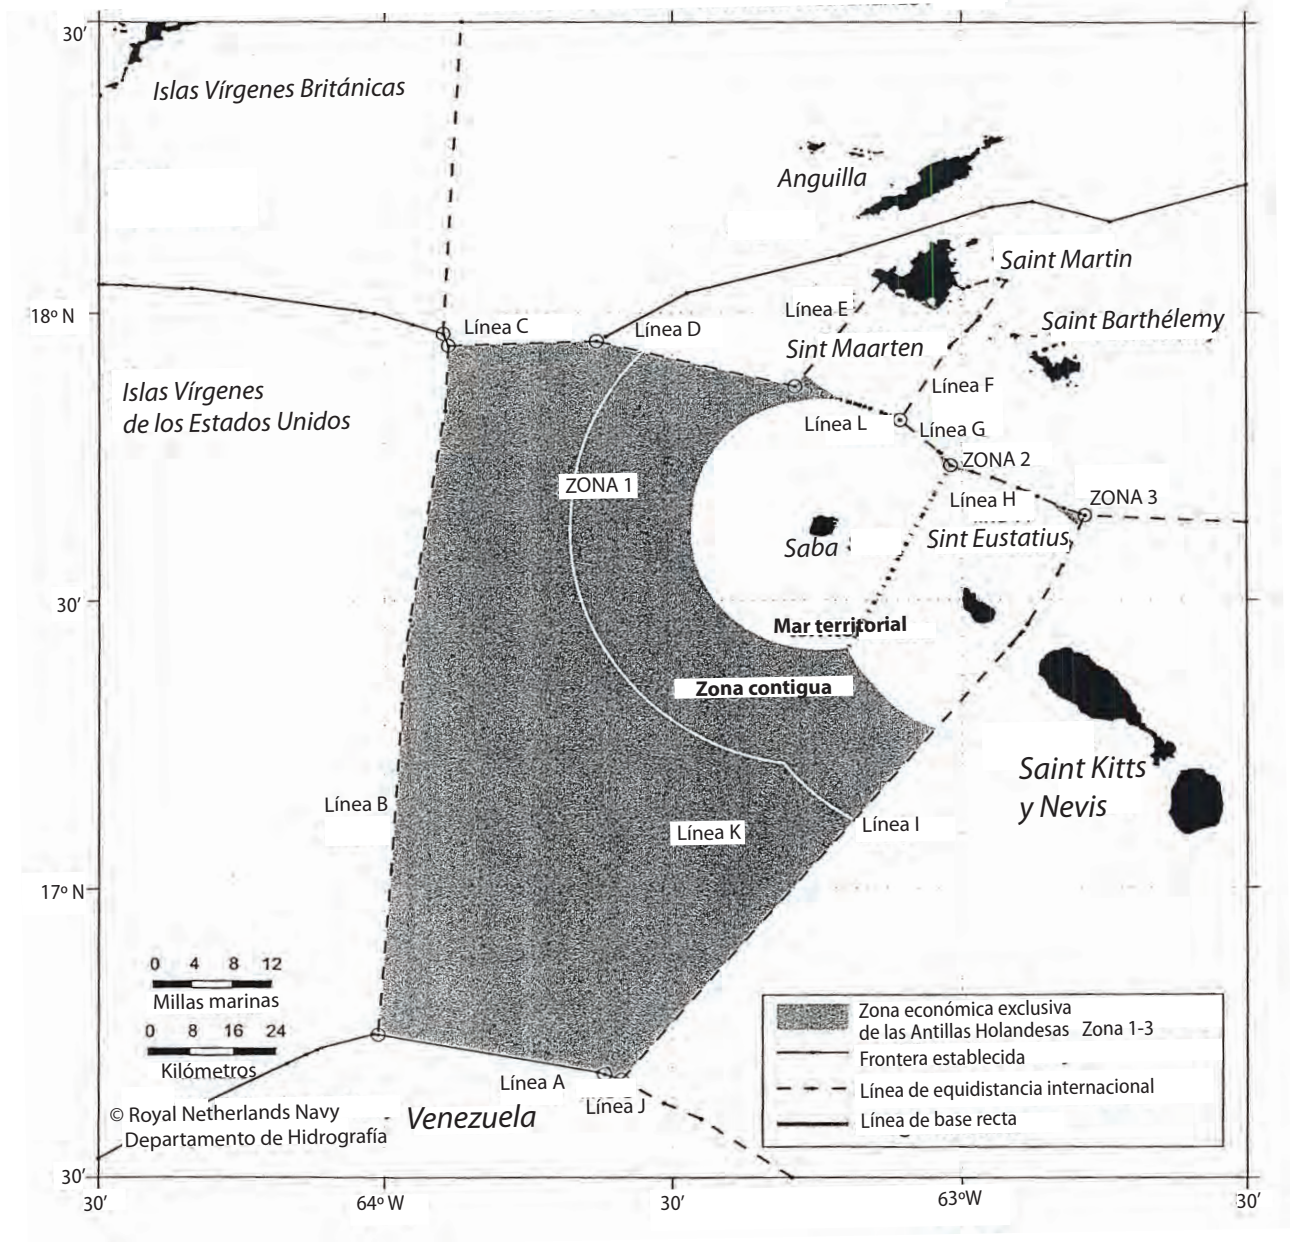 30′
Islas Vírgenes Británicas
Anguilla
Saint Martin
18º N
Línea C
Línea D
Línea E
Saint Barthélemy
Sint Maarten
Islas Vírgenes
de los Estados Unidos
Línea F
Línea L
Línea G
ZONA 2
ZONA 1
Línea H
ZONA 3
Saba
Sint Eustatius
30′
Mar territorial
Zona contigua
Saint Kitts
y Nevis
Línea B
Línea K
Línea I
17º N
0 4 8 12
Millas marinas
0 8 16 24
Kilómetros
Zona económica exclusiva
de las Antillas Holandesas Zona 1-3
Frontera establecida
Línea de equidistancia internacional
Línea de base recta
Línea A
Línea J
© Royal Netherlands Navy
Departamento de Hidrografía
Venezuela
30′
30′
64º W
30′
63ºW
30′